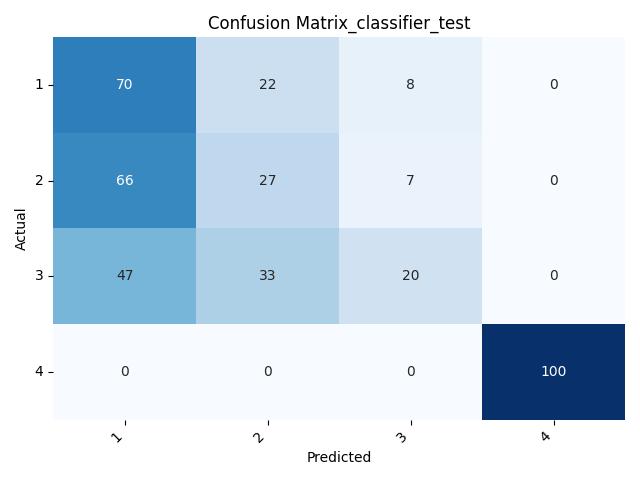 Confusion Matrix_classifier_test
Actual
1 70 22 8 0
2 66 27 7 0
3 47 33 20 0
4 0 0 0 100
1 2 3 4
Predicted